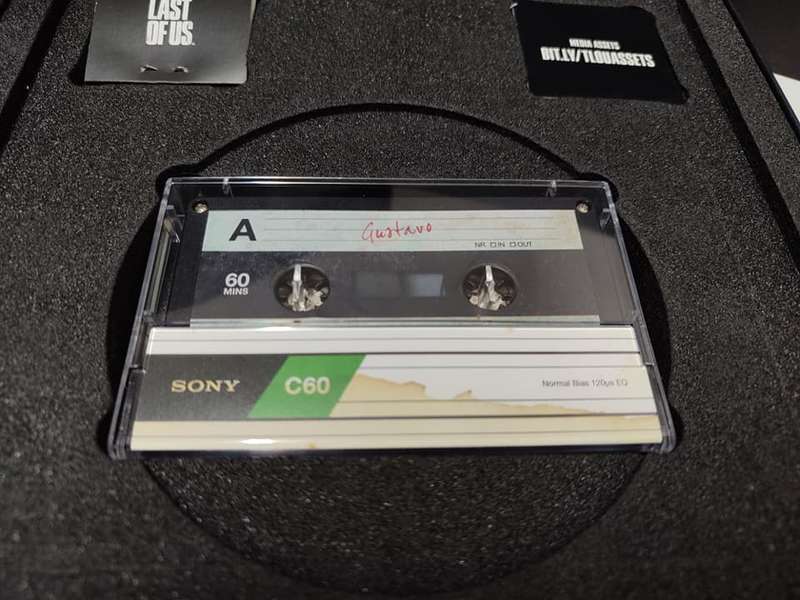 LAST
OF US
MEDIA ASSETS
BIT.LY/TLOUASSETS
A
Gustavo
NR □IN □OUT
60
MINS
SONY
C60
Normal Bias 120µs EQ